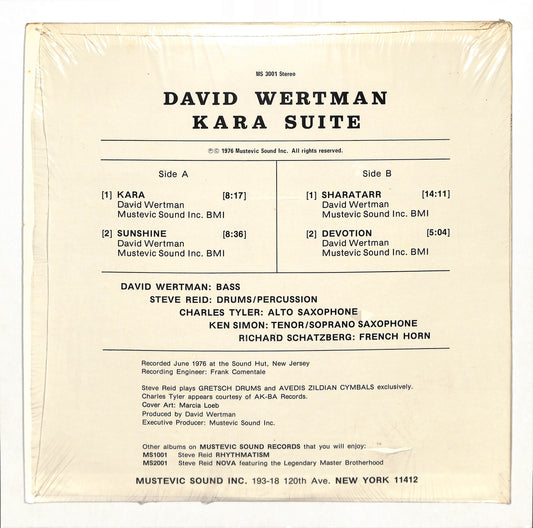 MS 3001 Stereo
DAVID WERTMAN
KARA SUITE
℗© 1976 Mustevic Sound Inc. All rights reserved.
Side A
[1] KARA [8:17]
David Wertman
Mustevic Sound Inc. BMI
[2] SUNSHINE [8:36]
David Wertman
Mustevic Sound Inc. BMI
Side B
[1] SHARATARR [14:11]
David Wertman
Mustevic Sound Inc. BMI
[2] DEVOTION [5:04]
David Wertman
Mustevic Sound Inc. BMI
DAVID WERTMAN: BASS
STEVE REID: DRUMS/PERCUSSION
CHARLES TYLER: ALTO SAXOPHONE
KEN SIMON: TENOR/SOPRANO SAXOPHONE
RICHARD SCHATZBERG: FRENCH HORN
Recorded June 1976 at the Sound Hut, New Jersey
Recording Engineer: Frank Comentale
Steve Reid plays GRETSCH DRUMS and AVEDIS ZILDIAN CYMBALS exclusively.
Charles Tyler appears courtesy of AK-BA Records.
Cover Art: Marcia Loeb
Produced by David Wertman
Executive Producer: Mustevic Sound Inc.
Other albums on MUSTEVIC SOUND RECORDS that you will enjoy:
MS1001 Steve Reid RHYTHMATISM
MS2001 Steve Reid NOVA featuring the Legendary Master Brotherhood
MUSTEVIC SOUND INC. 193-18 120th Ave. NEW YORK 11412